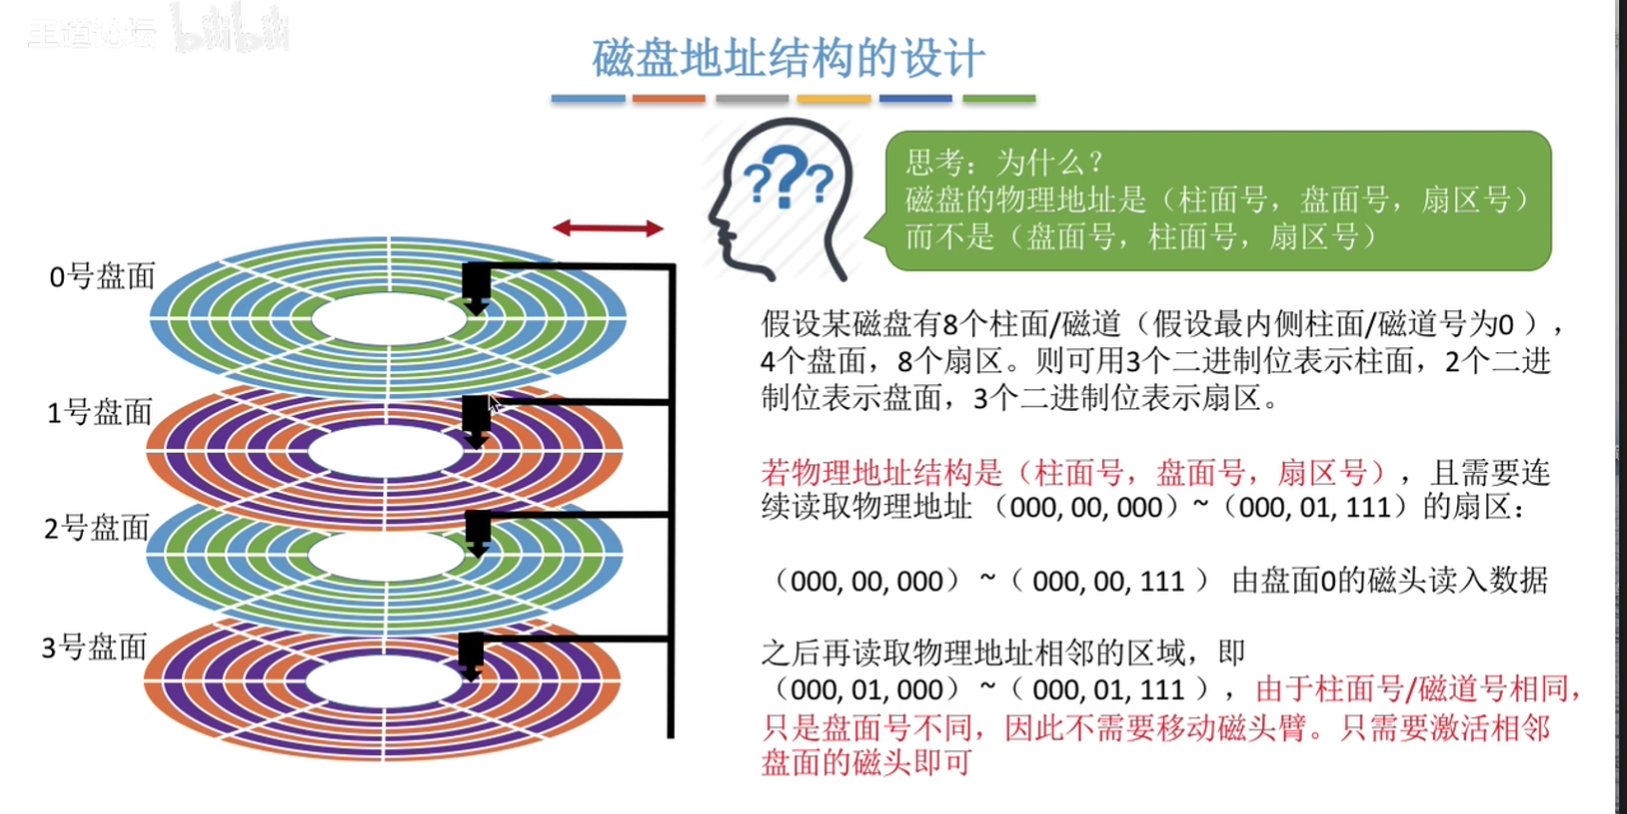 王道论坛 bilibili
磁盘地址结构的设计
???
思考：为什么？
磁盘的物理地址是（柱面号，盘面号，扇区号）
而不是（盘面号，柱面号，扇区号）
0号盘面
1号盘面
2号盘面
3号盘面
假设某磁盘有8个柱面/磁道（假设最内侧柱面/磁道号为0 ），
4个盘面，8个扇区。则可用3个二进制位表示柱面，2个二进
制位表示盘面，3个二进制位表示扇区。
若物理地址结构是（柱面号，盘面号，扇区号），且需要连
续读取物理地址 （000, 00, 000）~（000, 01, 111）的扇区：
（000, 00, 000） ~（ 000, 00, 111 ） 由盘面0的磁头读入数据
之后再读取物理地址相邻的区域，即
（000, 01, 000） ~（ 000, 01, 111 ），由于柱面号/磁道号相同，
只是盘面号不同，因此不需要移动磁头臂。只需要激活相邻
盘面的磁头即可